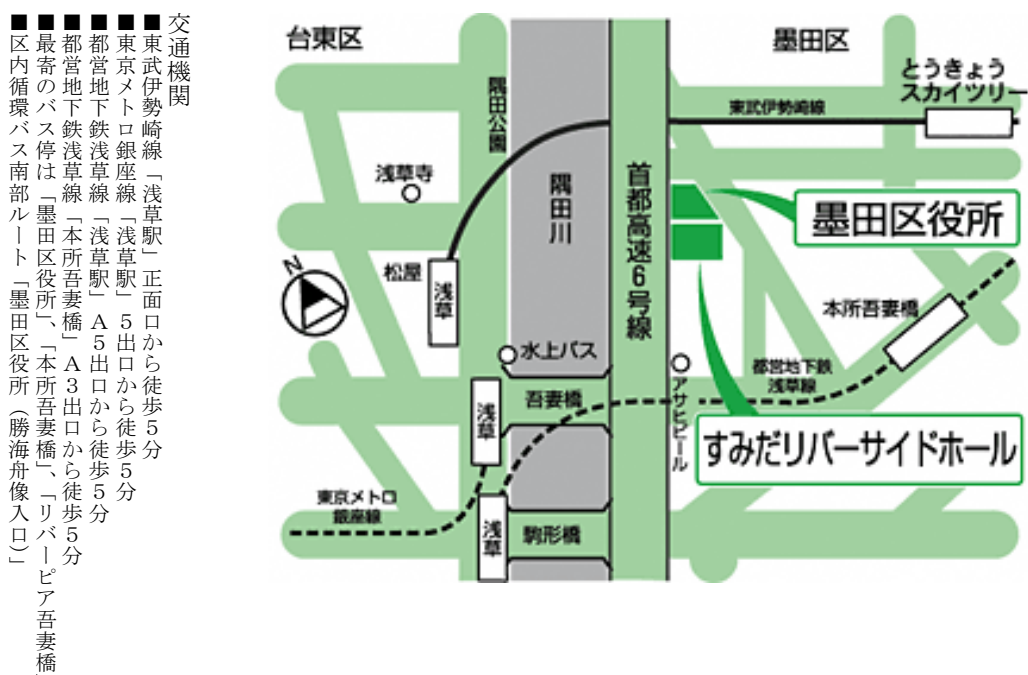 交通機関
■東武伊勢崎線「浅草駅」正面口から徒歩５分
■東京メトロ銀座線「浅草駅」５出口から徒歩５分
■都営地下鉄浅草線「浅草駅」Ａ５出口から徒歩５分
■都営地下鉄浅草線「本所吾妻橋」Ａ３出口から徒歩５分
■最寄のバス停は「墨田区役所」、「本所吾妻橋」、「リバーピア吾妻橋
■区内循環バス南部ルート「墨田区役所（勝海舟像入口）」
台東区
墨田区
とうきょう
スカイツリー
東武伊勢崎線
隅田公園
浅草寺
隅田川
首都高速6号線
墨田区役所
松屋
浅草
N
本所吾妻橋
水上バス
都営地下鉄
浅草線
吾妻橋
アサヒビール
浅草
すみだリバーサイドホール
東京メトロ
銀座線
浅草
駒形橋